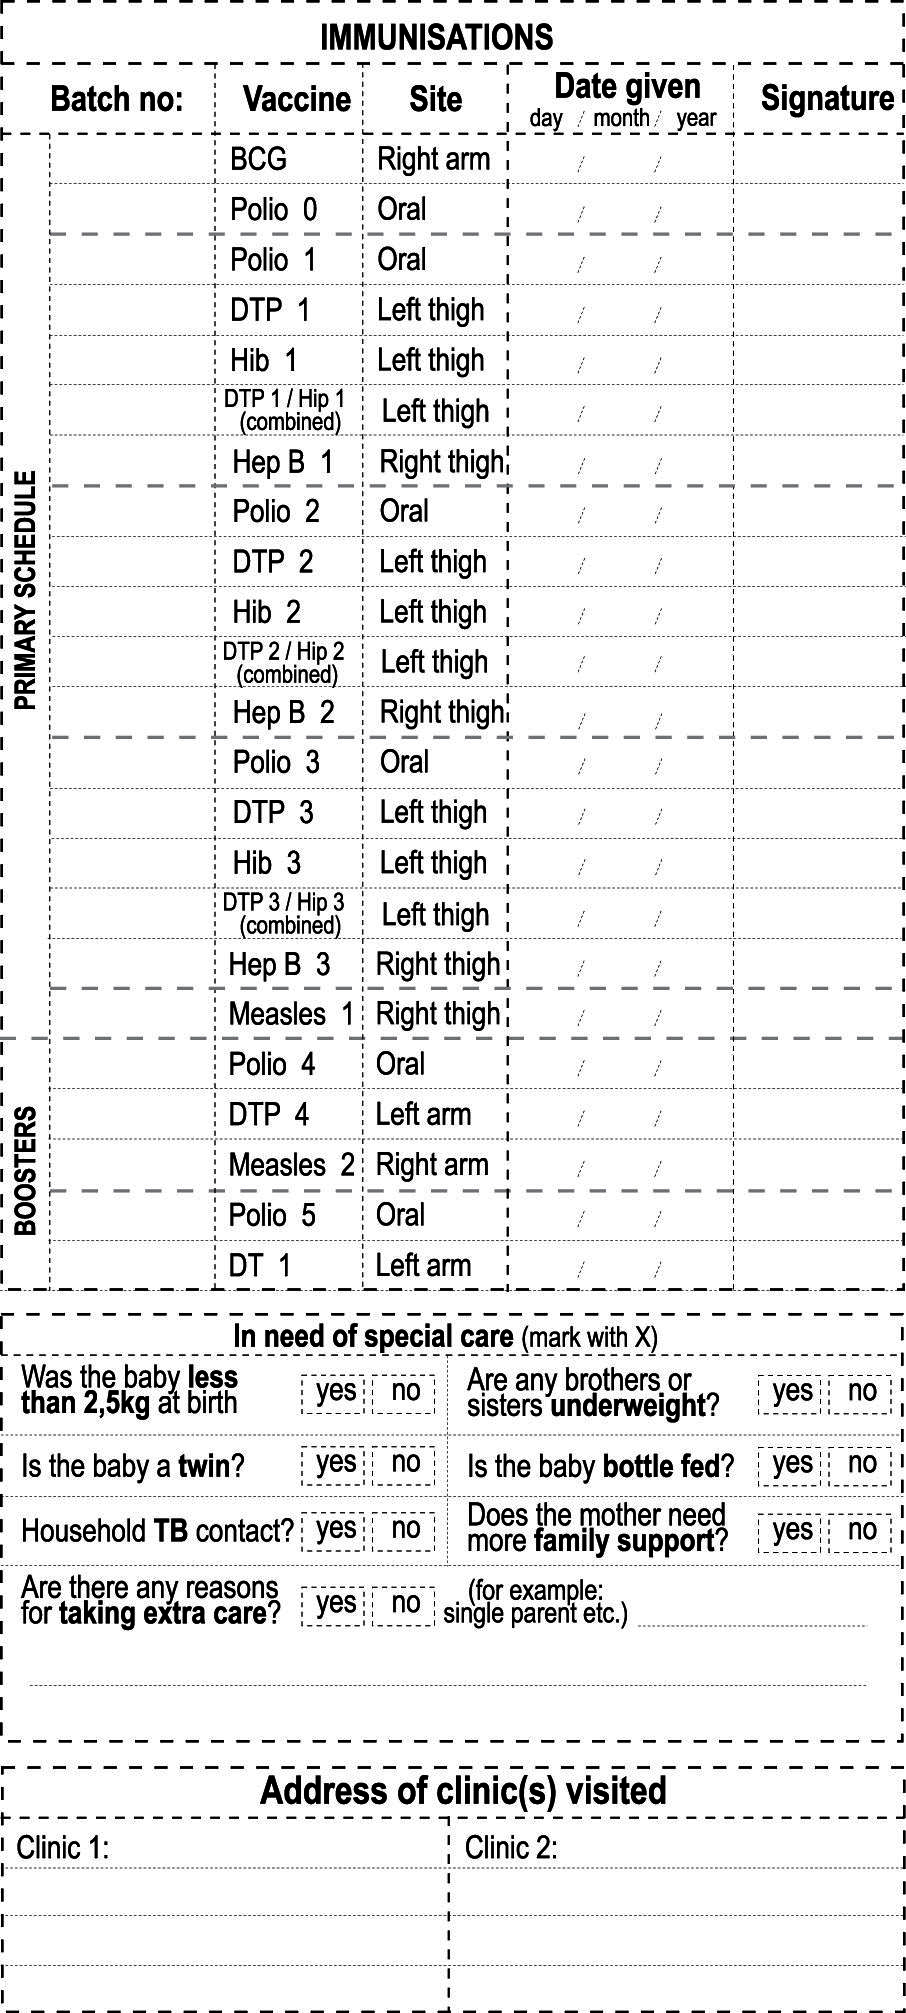 IMMUNISATIONS
Batch no: Vaccine Site Date given Signature
day / month / year
PRIMARY SCHEDULE
BCG Right arm / /
Polio 0 Oral / /
Polio 1 Oral / /
DTP 1 Left thigh / /
Hib 1 Left thigh / /
DTP 1 / Hip 1
(combined) Left thigh / /
Hep B 1 Right thigh / /
Polio 2 Oral / /
DTP 2 Left thigh / /
Hib 2 Left thigh / /
DTP 2 / Hip 2
(combined) Left thigh / /
Hep B 2 Right thigh / /
Polio 3 Oral / /
DTP 3 Left thigh / /
Hib 3 Left thigh / /
DTP 3 / Hip 3
(combined) Left thigh / /
Hep B 3 Right thigh / /
Measles 1 Right thigh / /
BOOSTERS
Polio 4 Oral / /
DTP 4 Left arm / /
Measles 2 Right arm / /
Polio 5 Oral / /
DT 1 Left arm / /
In need of special care (mark with X)
Was the baby less
than 2,5kg at birth yes no
Are any brothers or
sisters underweight? yes no
Is the baby a twin? yes no
Is the baby bottle fed? yes no
Household TB contact? yes no
Does the mother need
more family support? yes no
Are there any reasons
for taking extra care? yes no
(for example:
single parent etc.)
Address of clinic(s) visited
Clinic 1: Clinic 2: